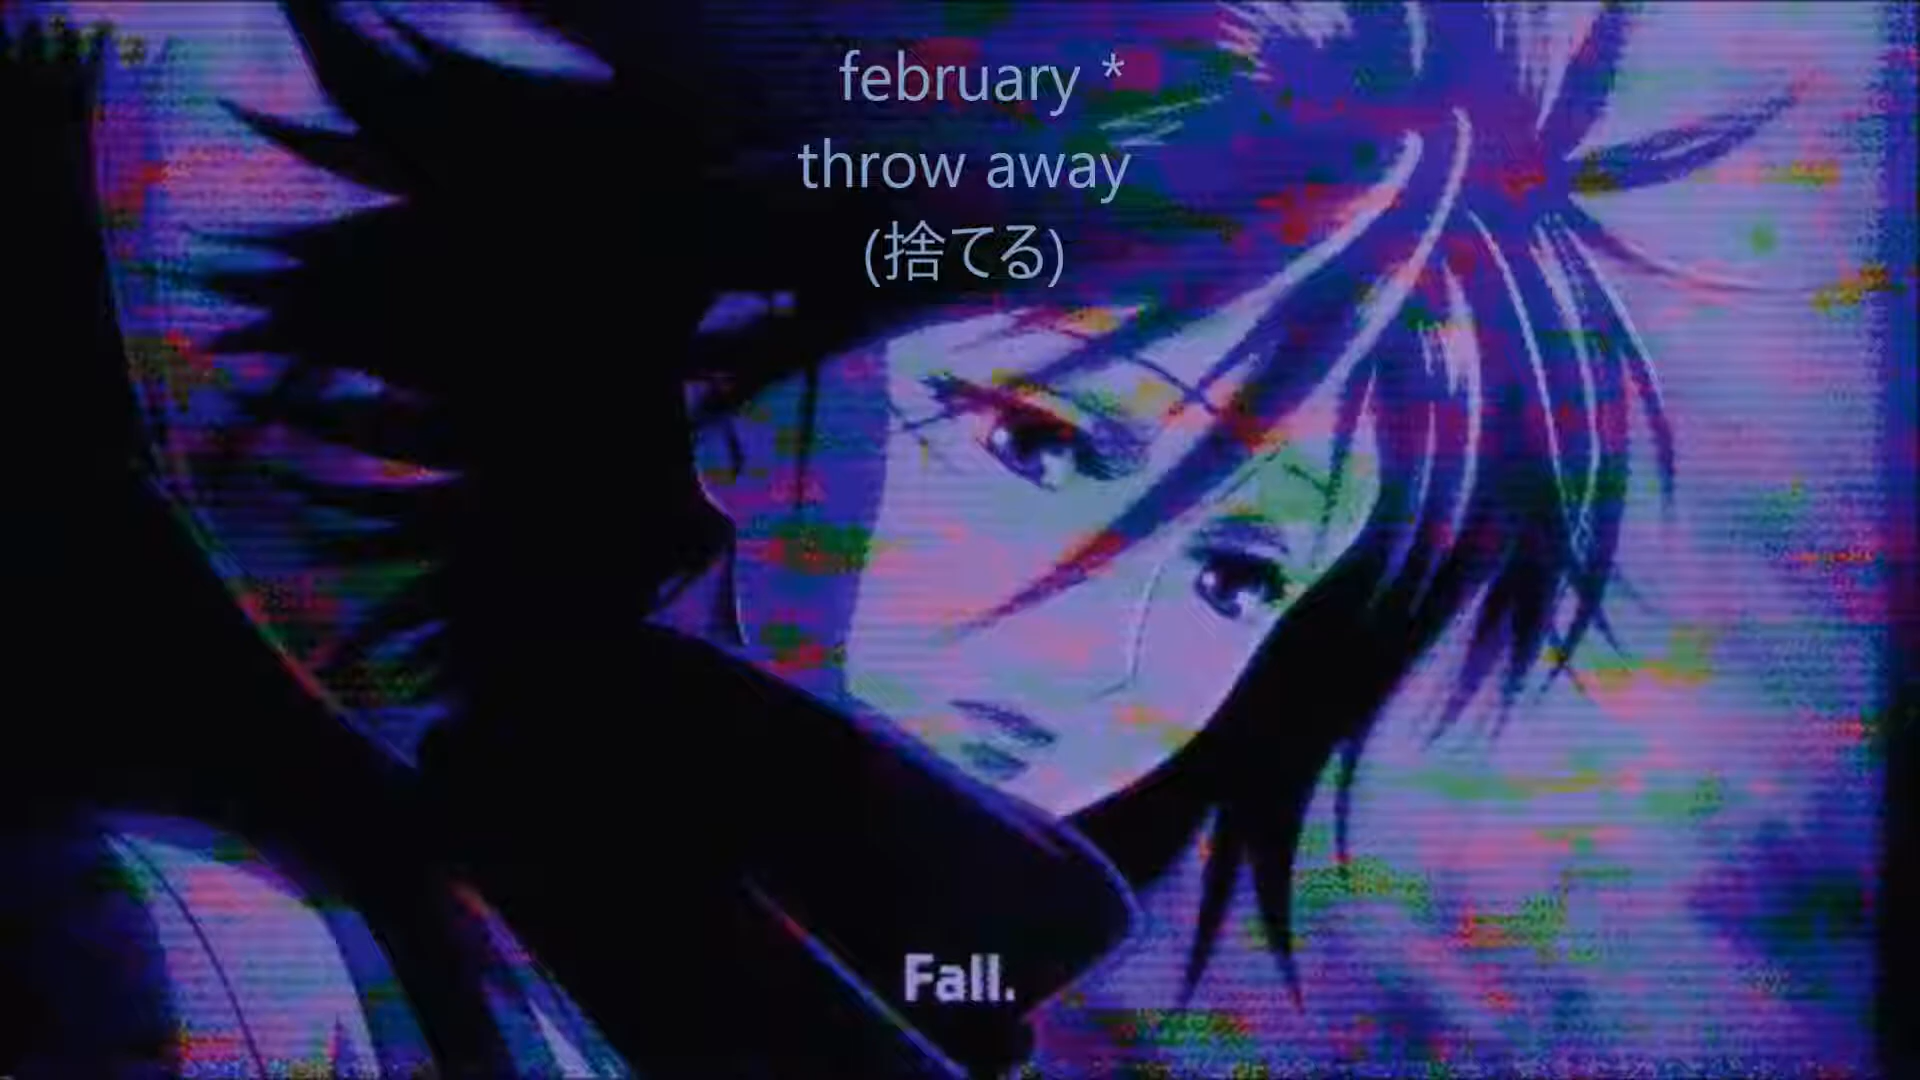 february *
throw away
(捨てる)
Fall.